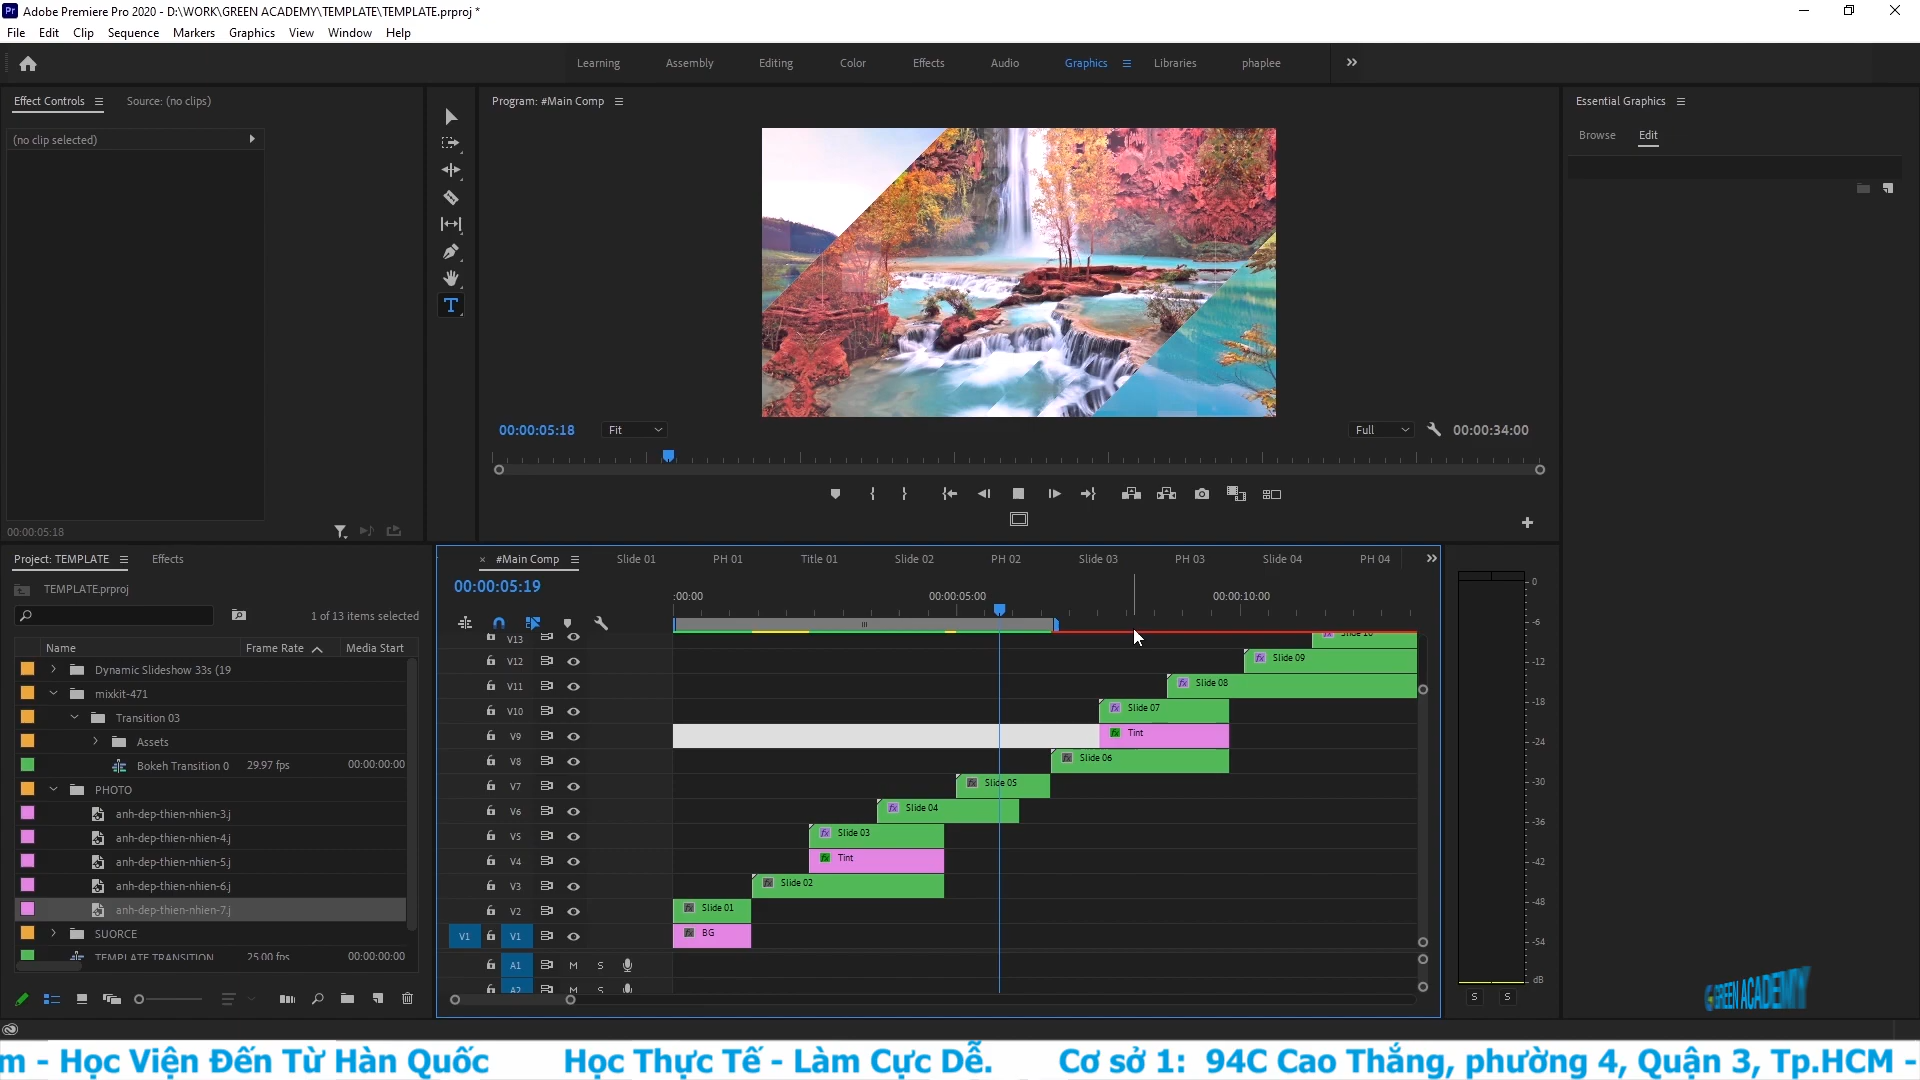 Adobe Premiere Pro 2020 - D:\WORK\GREEN ACADEMY\TEMPLATE\TEMPLATE.prproj *
File Edit Clip Sequence Markers Graphics View Window Help
Learning Assembly Editing Color Effects Audio Graphics Libraries phaplee
Effect Controls Source: (no clips)
Program: #Main Comp
Essential Graphics
(no clip selected)
Browse Edit
00:00:05:18 Fit Full 00:00:34:00
00:00:05:18
Project: TEMPLATE Effects
#Main Comp Slide 01 PH 01 Title 01 Slide 02 PH 02 Slide 03 PH 03 Slide 04 PH 04
TEMPLATE.prproj
00:00:05:19
:00:00 00:00:05:00 00:00:10:00
1 of 13 items selected
Name Frame Rate Media Start
Dynamic Slideshow 33s (19
mixkit-471
Transition 03
Assets
Bokeh Transition 0 29.97 fps 00:00:00:00
PHOTO
anh-dep-thien-nhien-3.j
anh-dep-thien-nhien-4.j
anh-dep-thien-nhien-5.j
anh-dep-thien-nhien-6.j
anh-dep-thien-nhien-7.j
SUORCE
TEMPLATE TRANSITION 25.00 fps 00:00:00:00
V13 Slide 10
V12 Slide 09
V11 Slide 08
V10 Slide 07
V9 Tint
V8 Slide 06
V7 Slide 05
V6 Slide 04
V5 Slide 03
V4 Tint
V3 Slide 02
V2 Slide 01
V1 V1 BG
A1 M S
A2 M S
0
-6
-12
-18
-24
-30
-36
-42
-48
-54
dB
S S
GREEN ACADEMY
m - Học Viện Đến Từ Hàn Quốc Học Thực Tế - Làm Cực Dễ. Cơ sở 1: 94C Cao Thắng, phường 4, Quận 3, Tp.HCM -